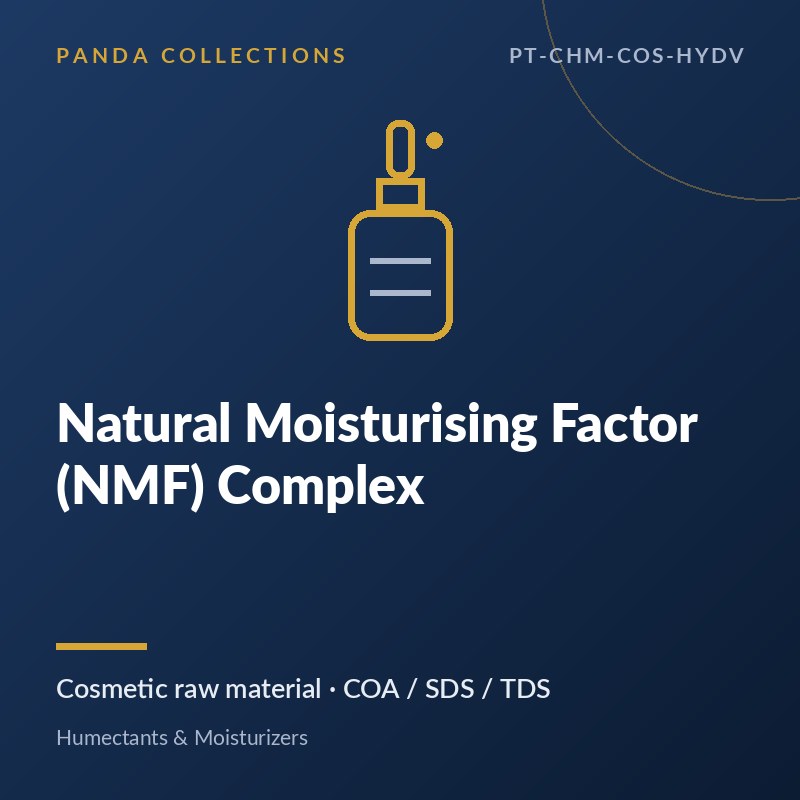 PANDA COLLECTIONS
PT-CHM-COS-HYDV
Natural Moisturising Factor
(NMF) Complex
Cosmetic raw material · COA / SDS / TDS
Humectants & Moisturizers